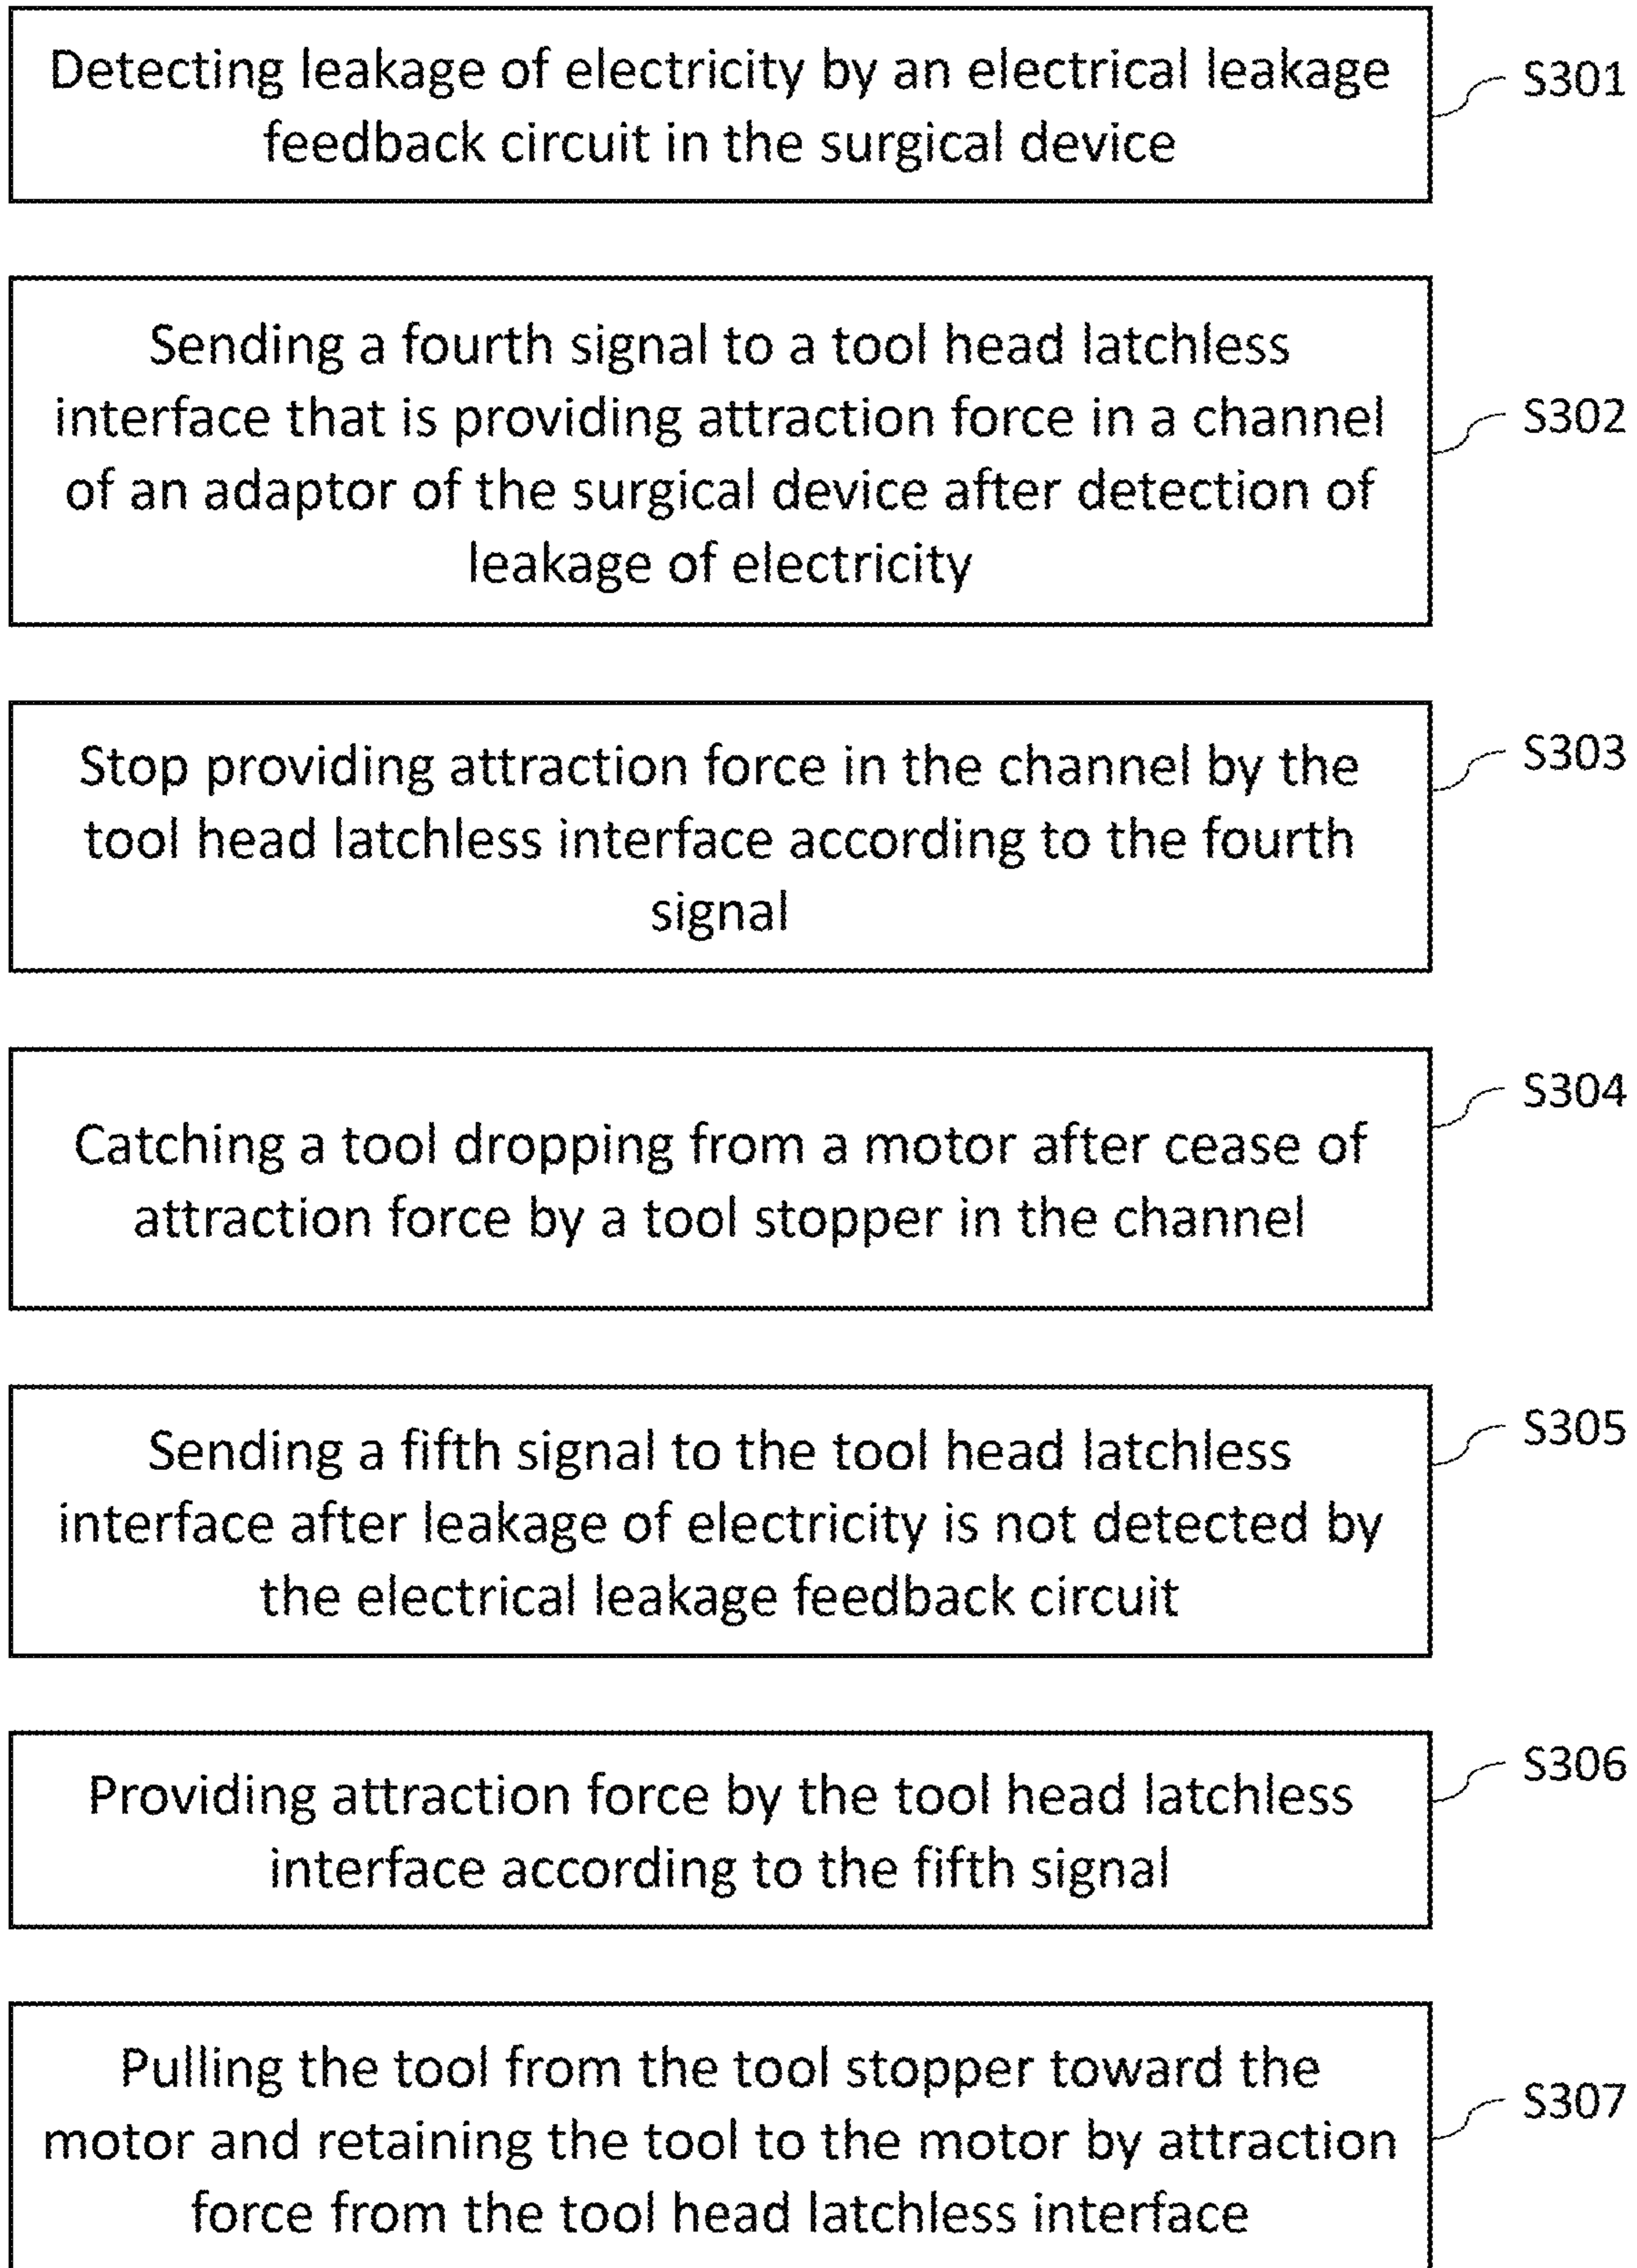 Detecting leakage of electricity by an electrical leakage
feedback circuit in the surgical device
S301
Sending a fourth signal to a tool head latchless
interface that is providing attraction force in a channel
of an adaptor of the surgical device after detection of
leakage of electricity
S302
Stop providing attraction force in the channel by the
tool head latchless interface according to the fourth
signal
S303
Catching a tool dropping from a motor after cease of
attraction force by a tool stopper in the channel
S304
Sending a fifth signal to the tool head latchless
interface after leakage of electricity is not detected by
the electrical leakage feedback circuit
S305
Providing attraction force by the tool head latchless
interface according to the fifth signal
S306
Pulling the tool from the tool stopper toward the
motor and retaining the tool to the motor by attraction
force from the tool head latchless interface
S307